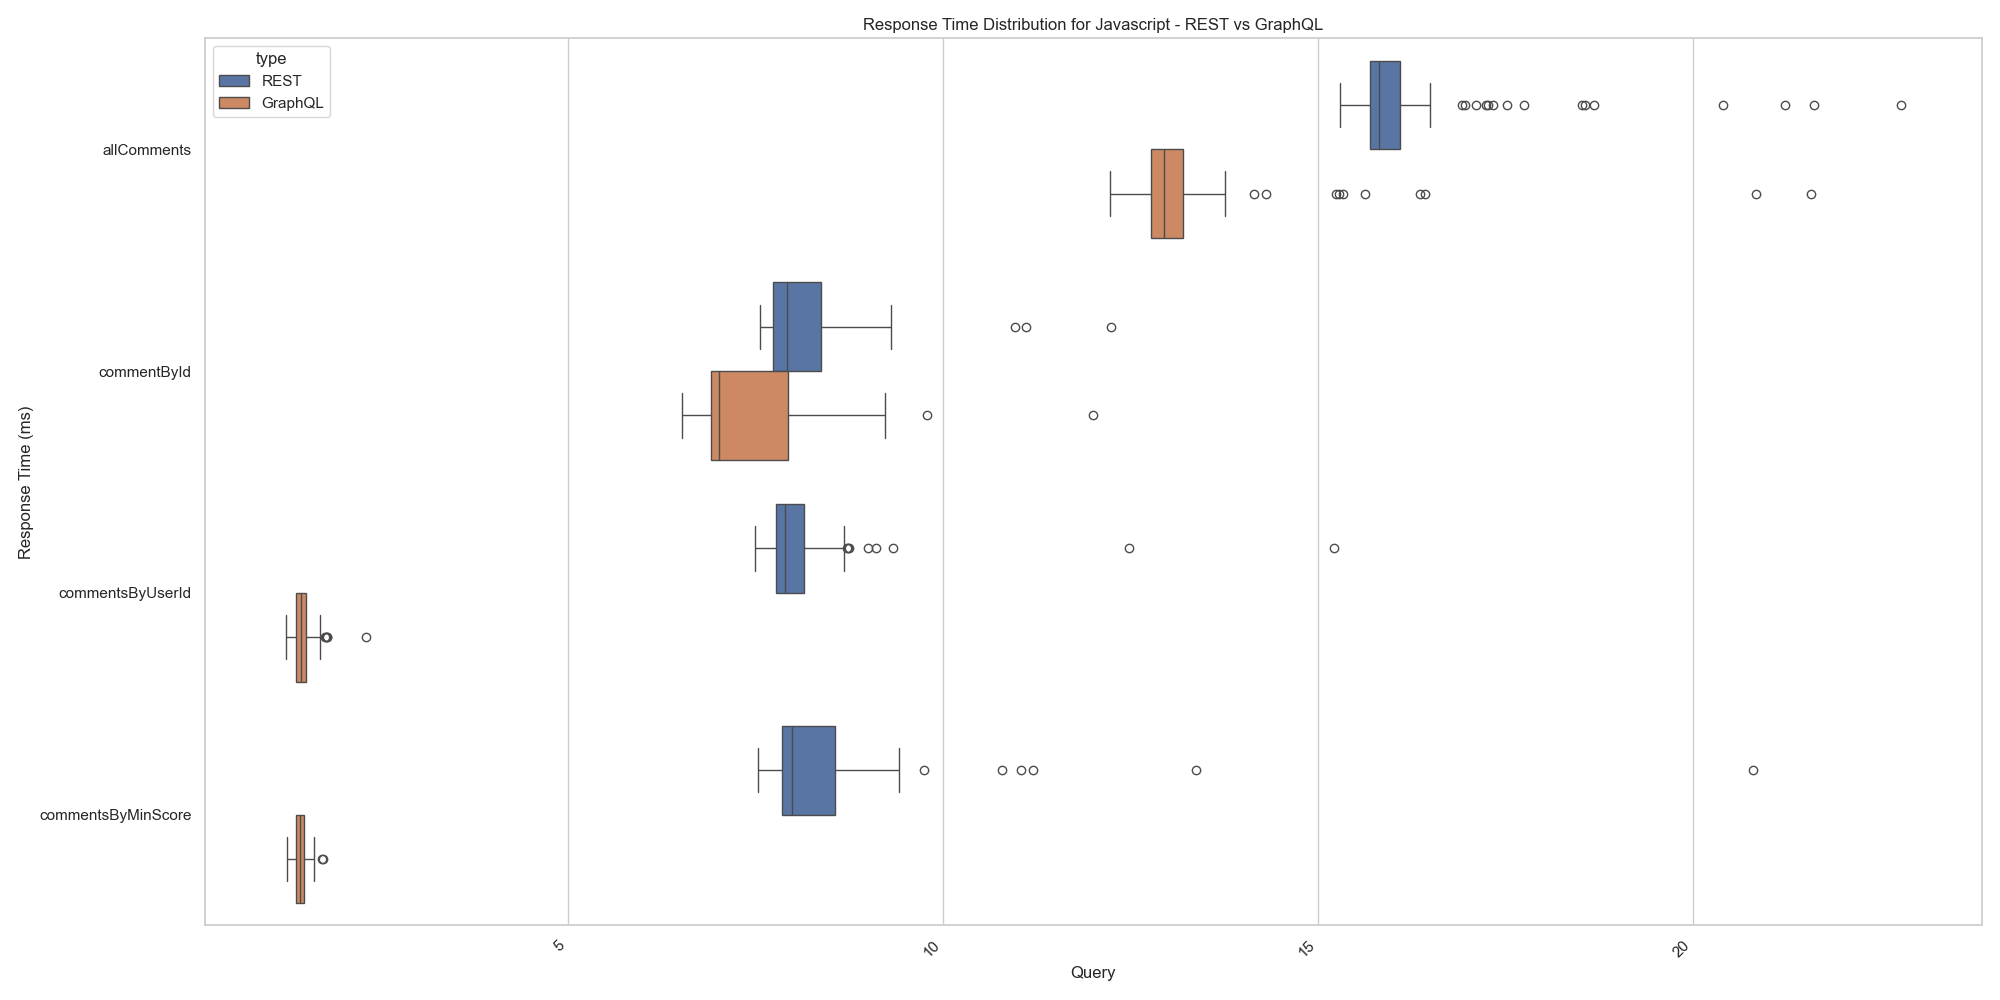 Response Time Distribution for Javascript - REST vs GraphQL
type
REST
GraphQL
allComments
commentById
commentsByUserId
commentsByMinScore
Response Time (ms)
5
10
15
20
Query